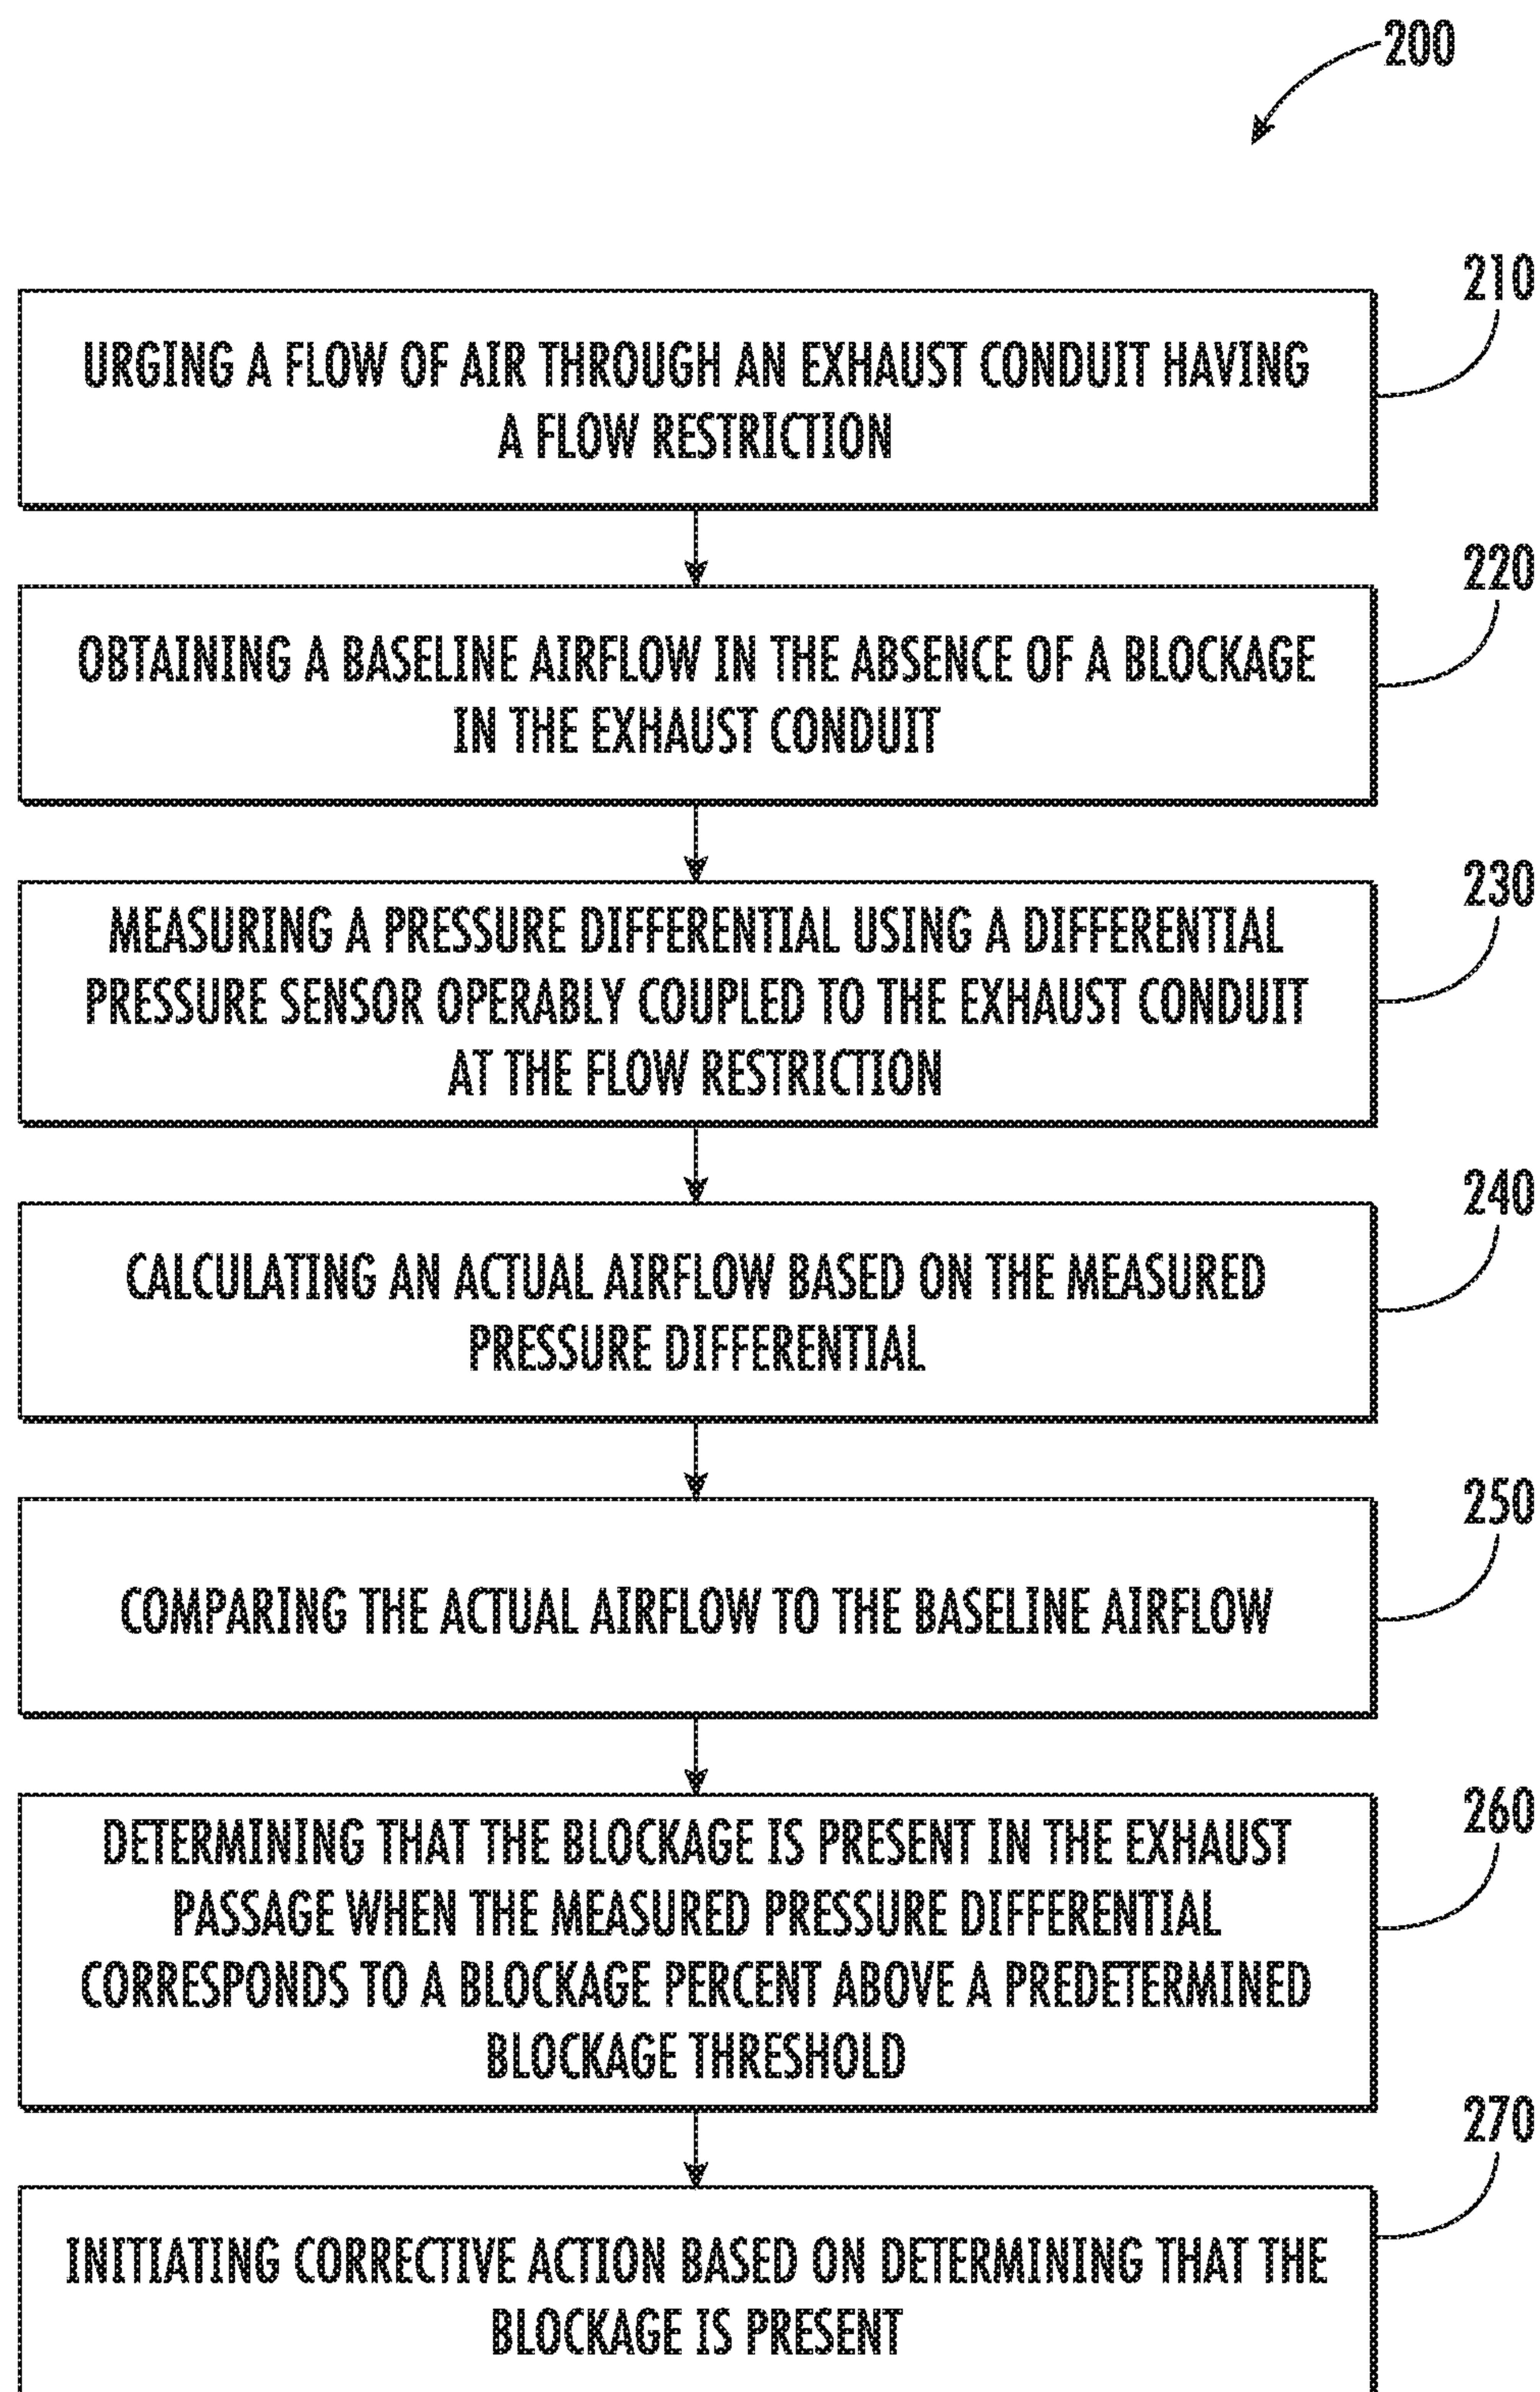 200
210
URGING A FLOW OF AIR THROUGH AN EXHAUST CONDUIT HAVING
A FLOW RESTRICTION
220
OBTAINING A BASELINE AIRFLOW IN THE ABSENCE OF A BLOCKAGE
IN THE EXHAUST CONDUIT
230
MEASURING A PRESSURE DIFFERENTIAL USING A DIFFERENTIAL
PRESSURE SENSOR OPERABLY COUPLED TO THE EXHAUST CONDUIT
AT THE FLOW RESTRICTION
240
CALCULATING AN ACTUAL AIRFLOW BASED ON THE MEASURED
PRESSURE DIFFERENTIAL
250
COMPARING THE ACTUAL AIRFLOW TO THE BASELINE AIRFLOW
260
DETERMINING THAT THE BLOCKAGE IS PRESENT IN THE EXHAUST
PASSAGE WHEN THE MEASURED PRESSURE DIFFERENTIAL
CORRESPONDS TO A BLOCKAGE PERCENT ABOVE A PREDETERMINED
BLOCKAGE THRESHOLD
270
INITIATING CORRECTIVE ACTION BASED ON DETERMINING THAT THE
BLOCKAGE IS PRESENT